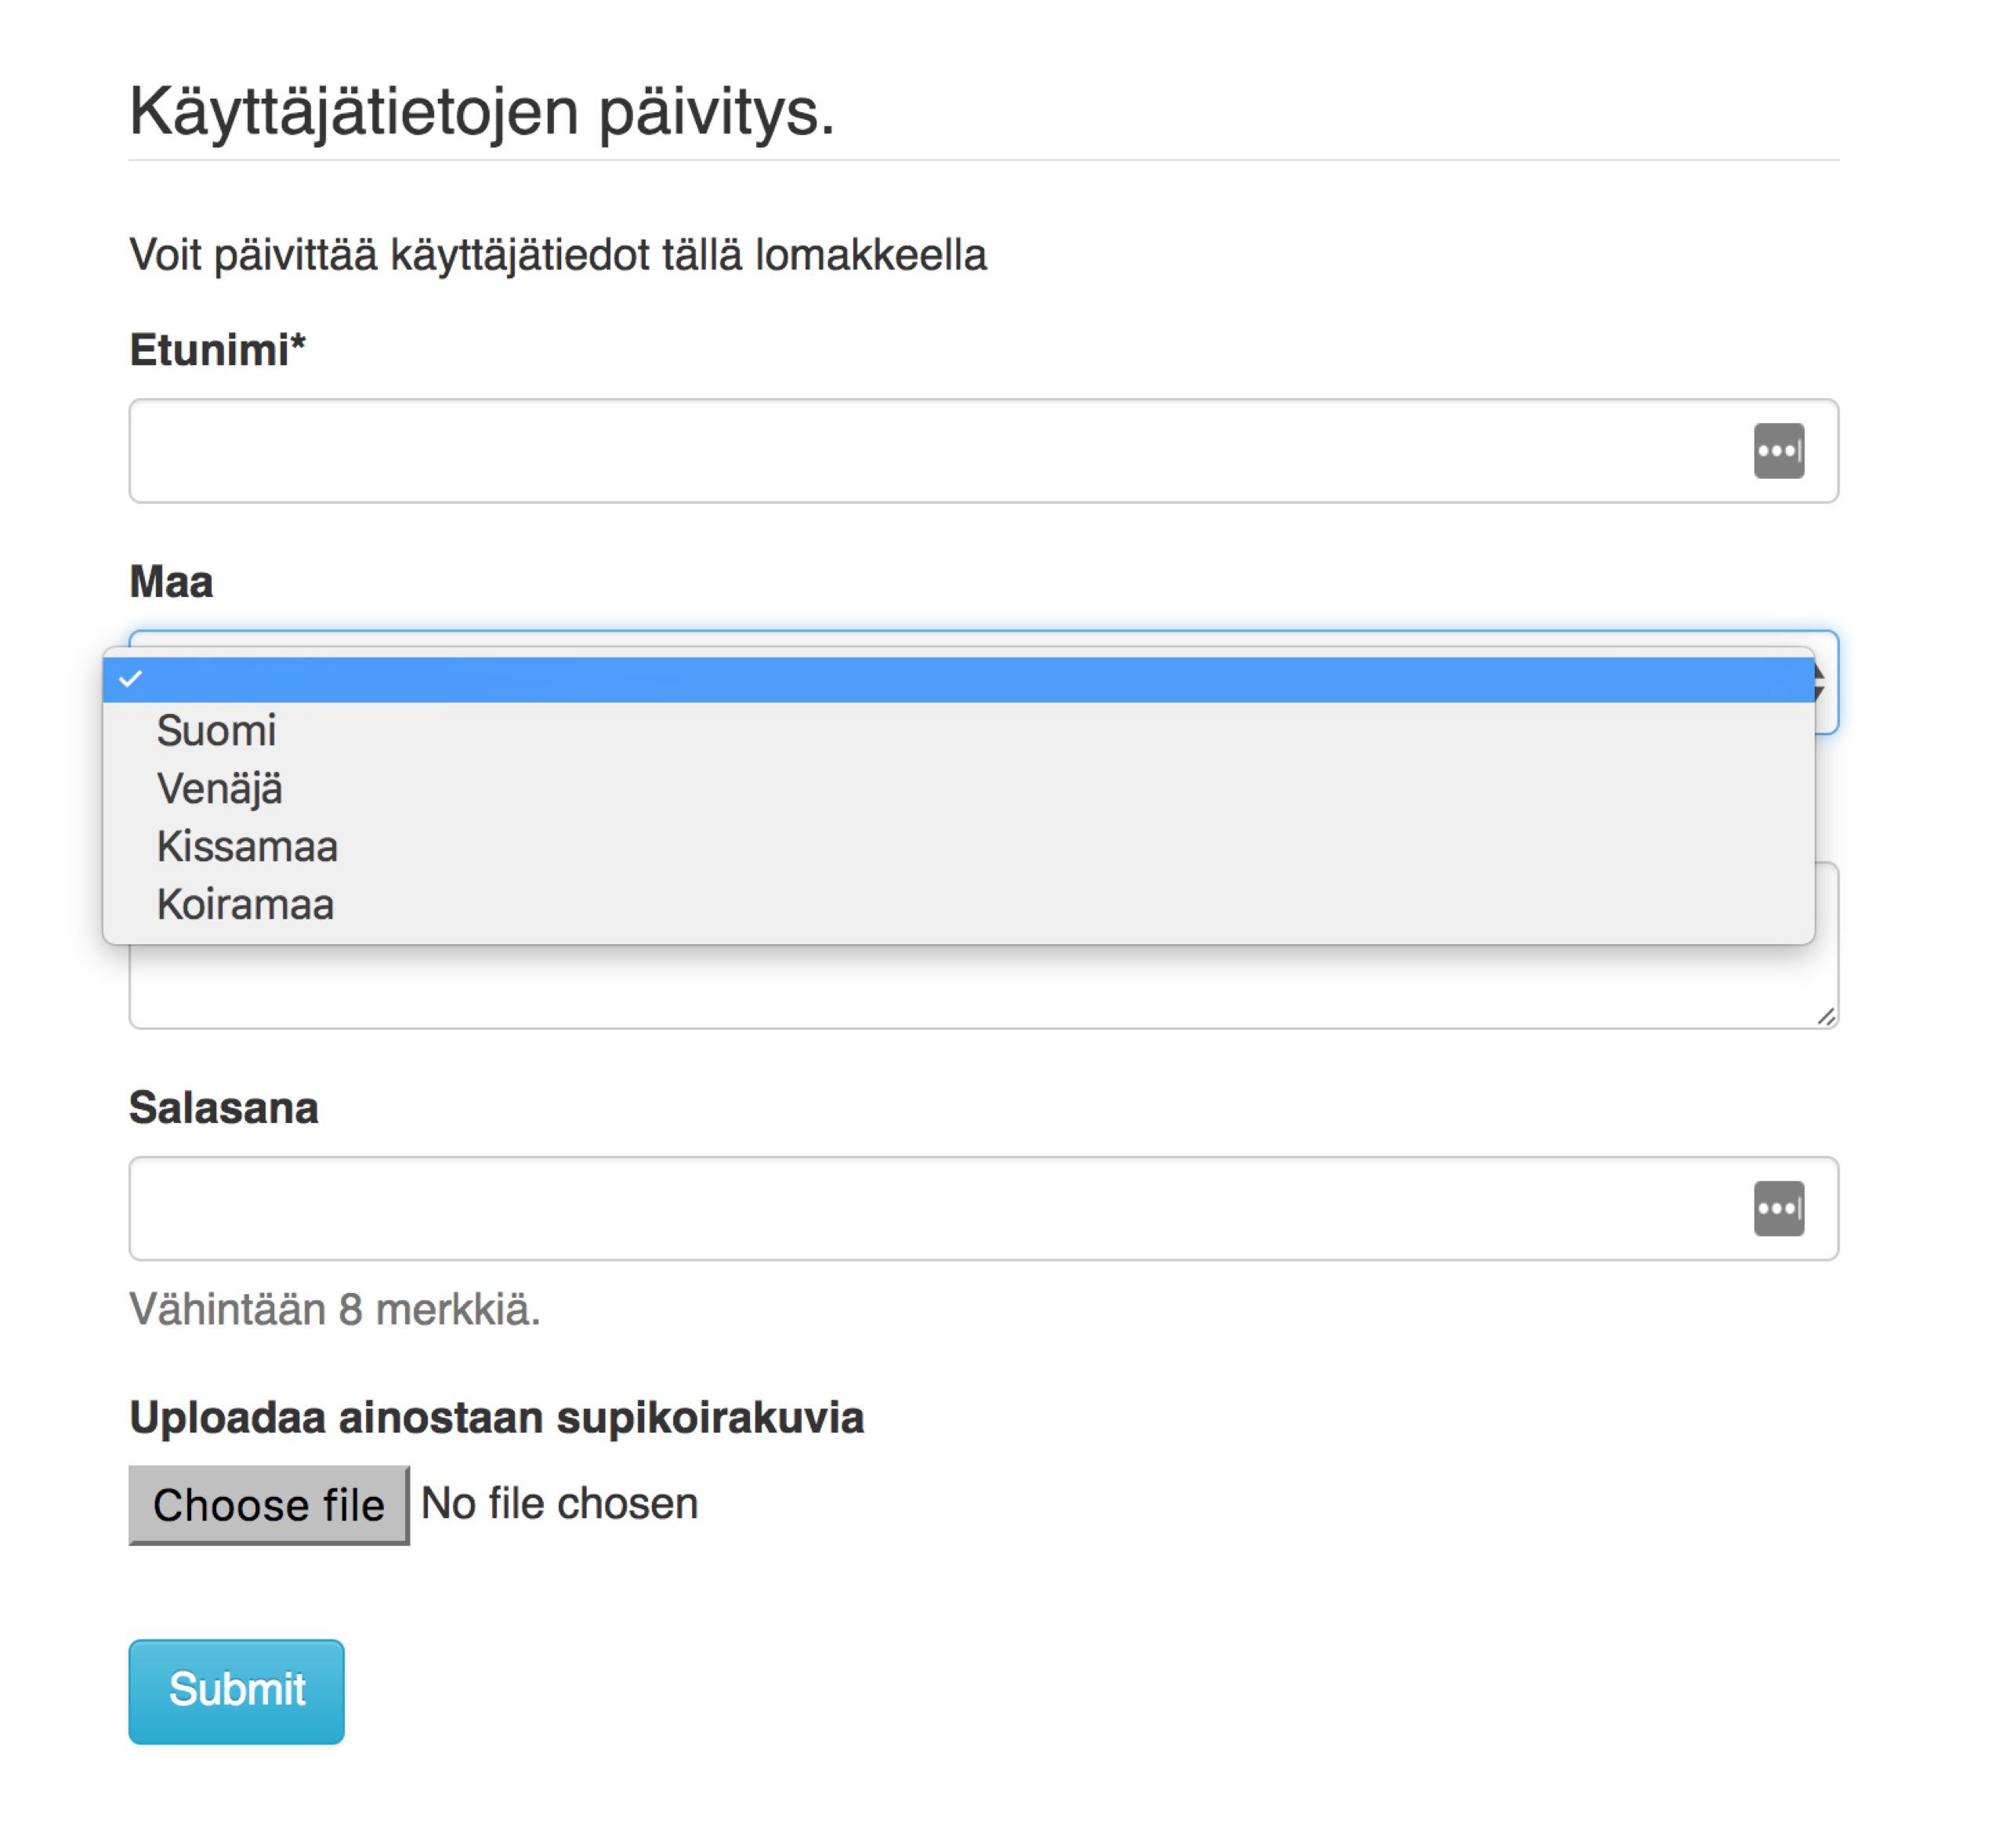 Käyttäjätietojen päivitys.
Voit päivittää käyttäjätiedot tällä lomakkeella
Etunimi*
Maa
Suomi
Venäjä
Kissamaa
Koiramaa
Salasana
Vähintään 8 merkkiä.
Uploadaa ainostaan supikoirakuvia
Choose file No file chosen
Submit